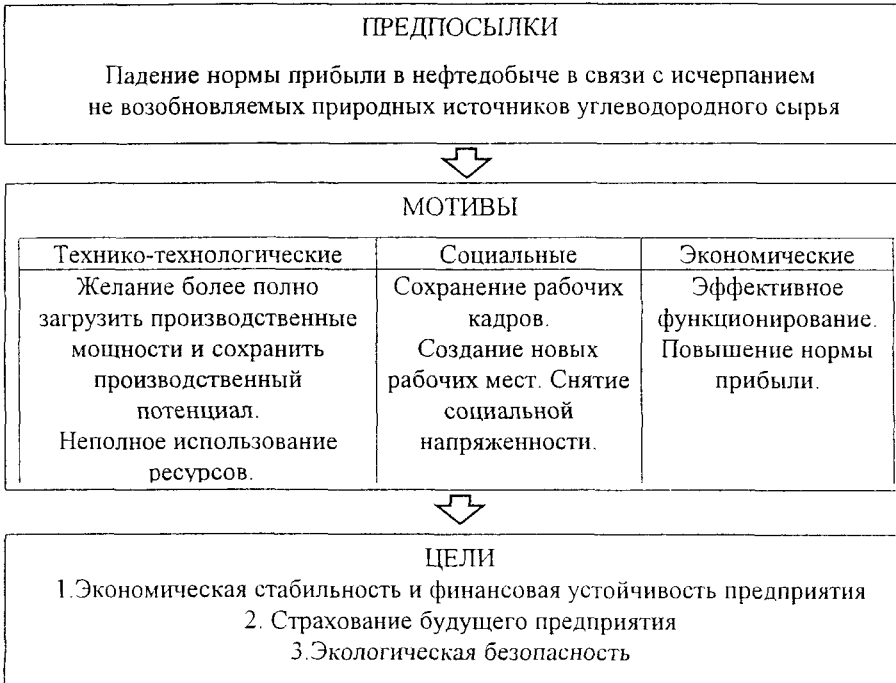 ПРЕДПОСЫЛКИ
Падение нормы прибыли в нефтедобыче в связи с исчерпанием
не возобновляемых природных источников углеводородного сырья
МОТИВЫ
Технико-технологические
Желание более полно
загрузить производственные
мощности и сохранить
производственный
потенциал.
Неполное использование
ресурсов.
Социальные
Сохранение рабочих
кадров.
Создание новых
рабочих мест. Снятие
социальной
напряженности.
Экономические
Эффективное
функционирование.
Повышение нормы
прибыли.
ЦЕЛИ
1.Экономическая стабильность и финансовая устойчивость предприятия
2. Страхование будущего предприятия
3.Экологическая безопасность